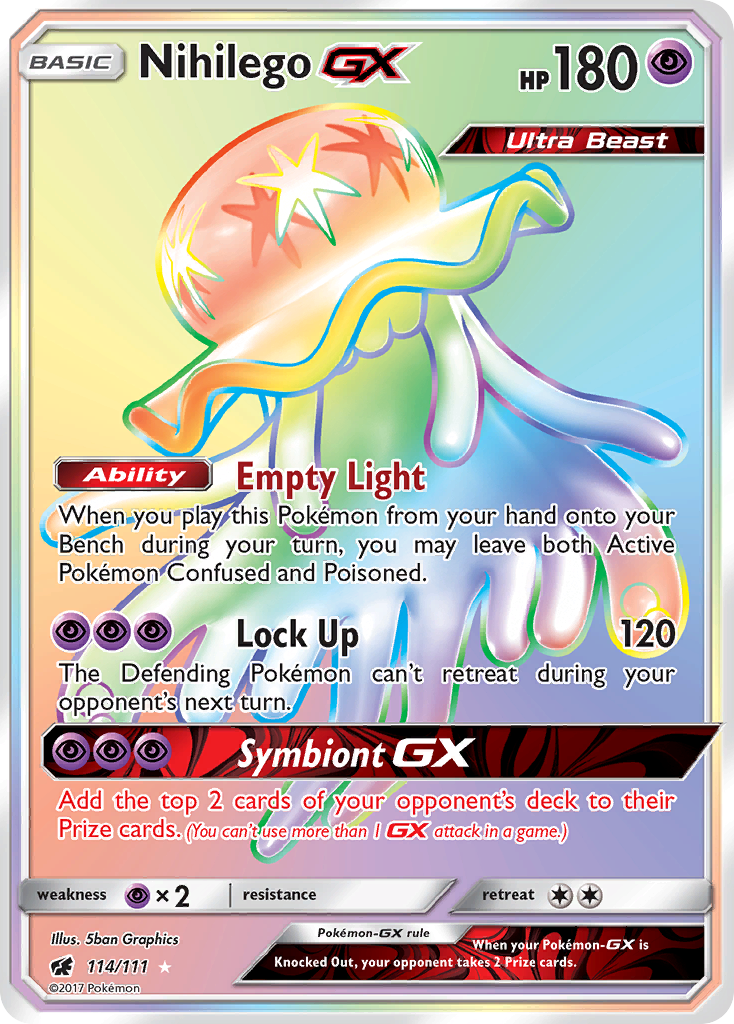 BASIC Nihilego GX HP 180
Ultra Beast
Ability Empty Light
When you play this Pokémon from your hand onto your
Bench during your turn, you may leave both Active
Pokémon Confused and Poisoned.
Lock Up 120
The Defending Pokémon can't retreat during your
opponent's next turn.
Symbiont GX
Add the top 2 cards of your opponent's deck to their
Prize cards. (You can't use more than 1 GX attack in a game.)
weakness ×2 resistance retreat
Illus. 5ban Graphics
114/111
©2017 Pokémon
Pokémon-GX rule
When your Pokémon-GX is
Knocked Out, your opponent takes 2 Prize cards.